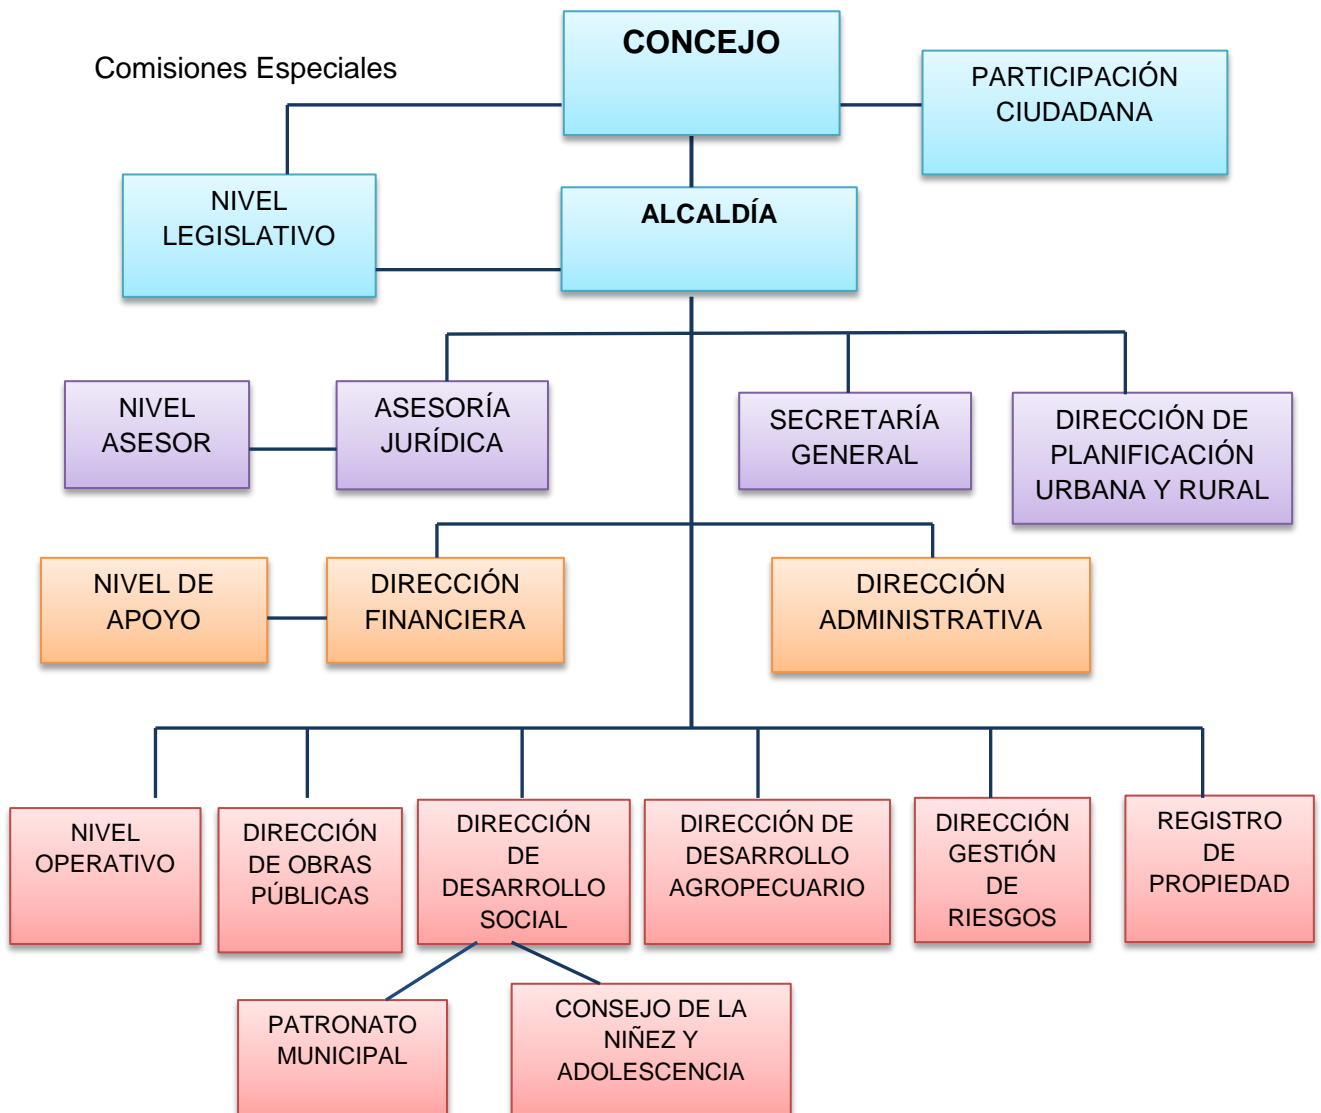 CONCEJO
Comisiones Especiales
PARTICIPACIÓN
CIUDADANA
NIVEL
LEGISLATIVO
ALCALDÍA
NIVEL
ASESOR
ASESORÍA
JURÍDICA
SECRETARÍA
GENERAL
DIRECCIÓN DE
PLANIFICACIÓN
URBANA Y RURAL
NIVEL DE
APOYO
DIRECCIÓN
FINANCIERA
DIRECCIÓN
ADMINISTRATIVA
NIVEL
OPERATIVO
DIRECCIÓN
DE OBRAS
PÚBLICAS
DIRECCIÓN
DE
DESARROLLO
SOCIAL
DIRECCIÓN DE
DESARROLLO
AGROPECUARIO
DIRECCIÓN
GESTIÓN
DE
RIESGOS
REGISTRO
DE
PROPIEDAD
PATRONATO
MUNICIPAL
CONSEJO DE LA
NIÑEZ Y
ADOLESCENCIA